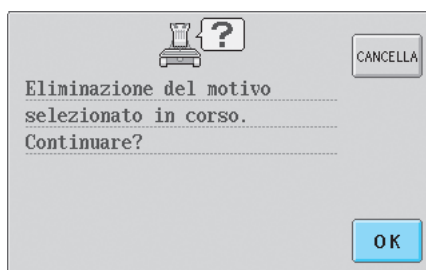 ?
CANCELLA
Eliminazione del motivo
selezionato in corso.
Continuare?
OK